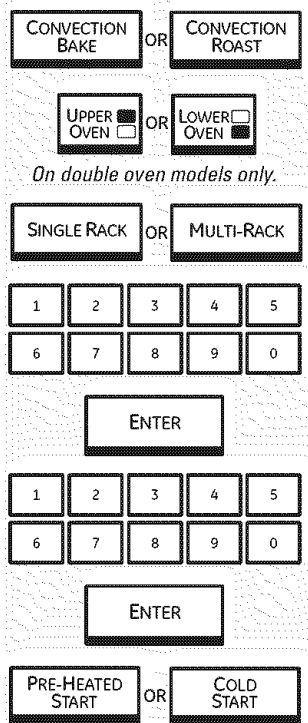 CONVECTION BAKE OR CONVECTION ROAST
UPPER OVEN OR LOWER OVEN
On double oven models only.
SINGLE RACK OR MULTI-RACK
1 2 3 4 5
6 7 8 9 0
ENTER
1 2 3 4 5
6 7 8 9 0
ENTER
PRE-HEATED START OR COLD START